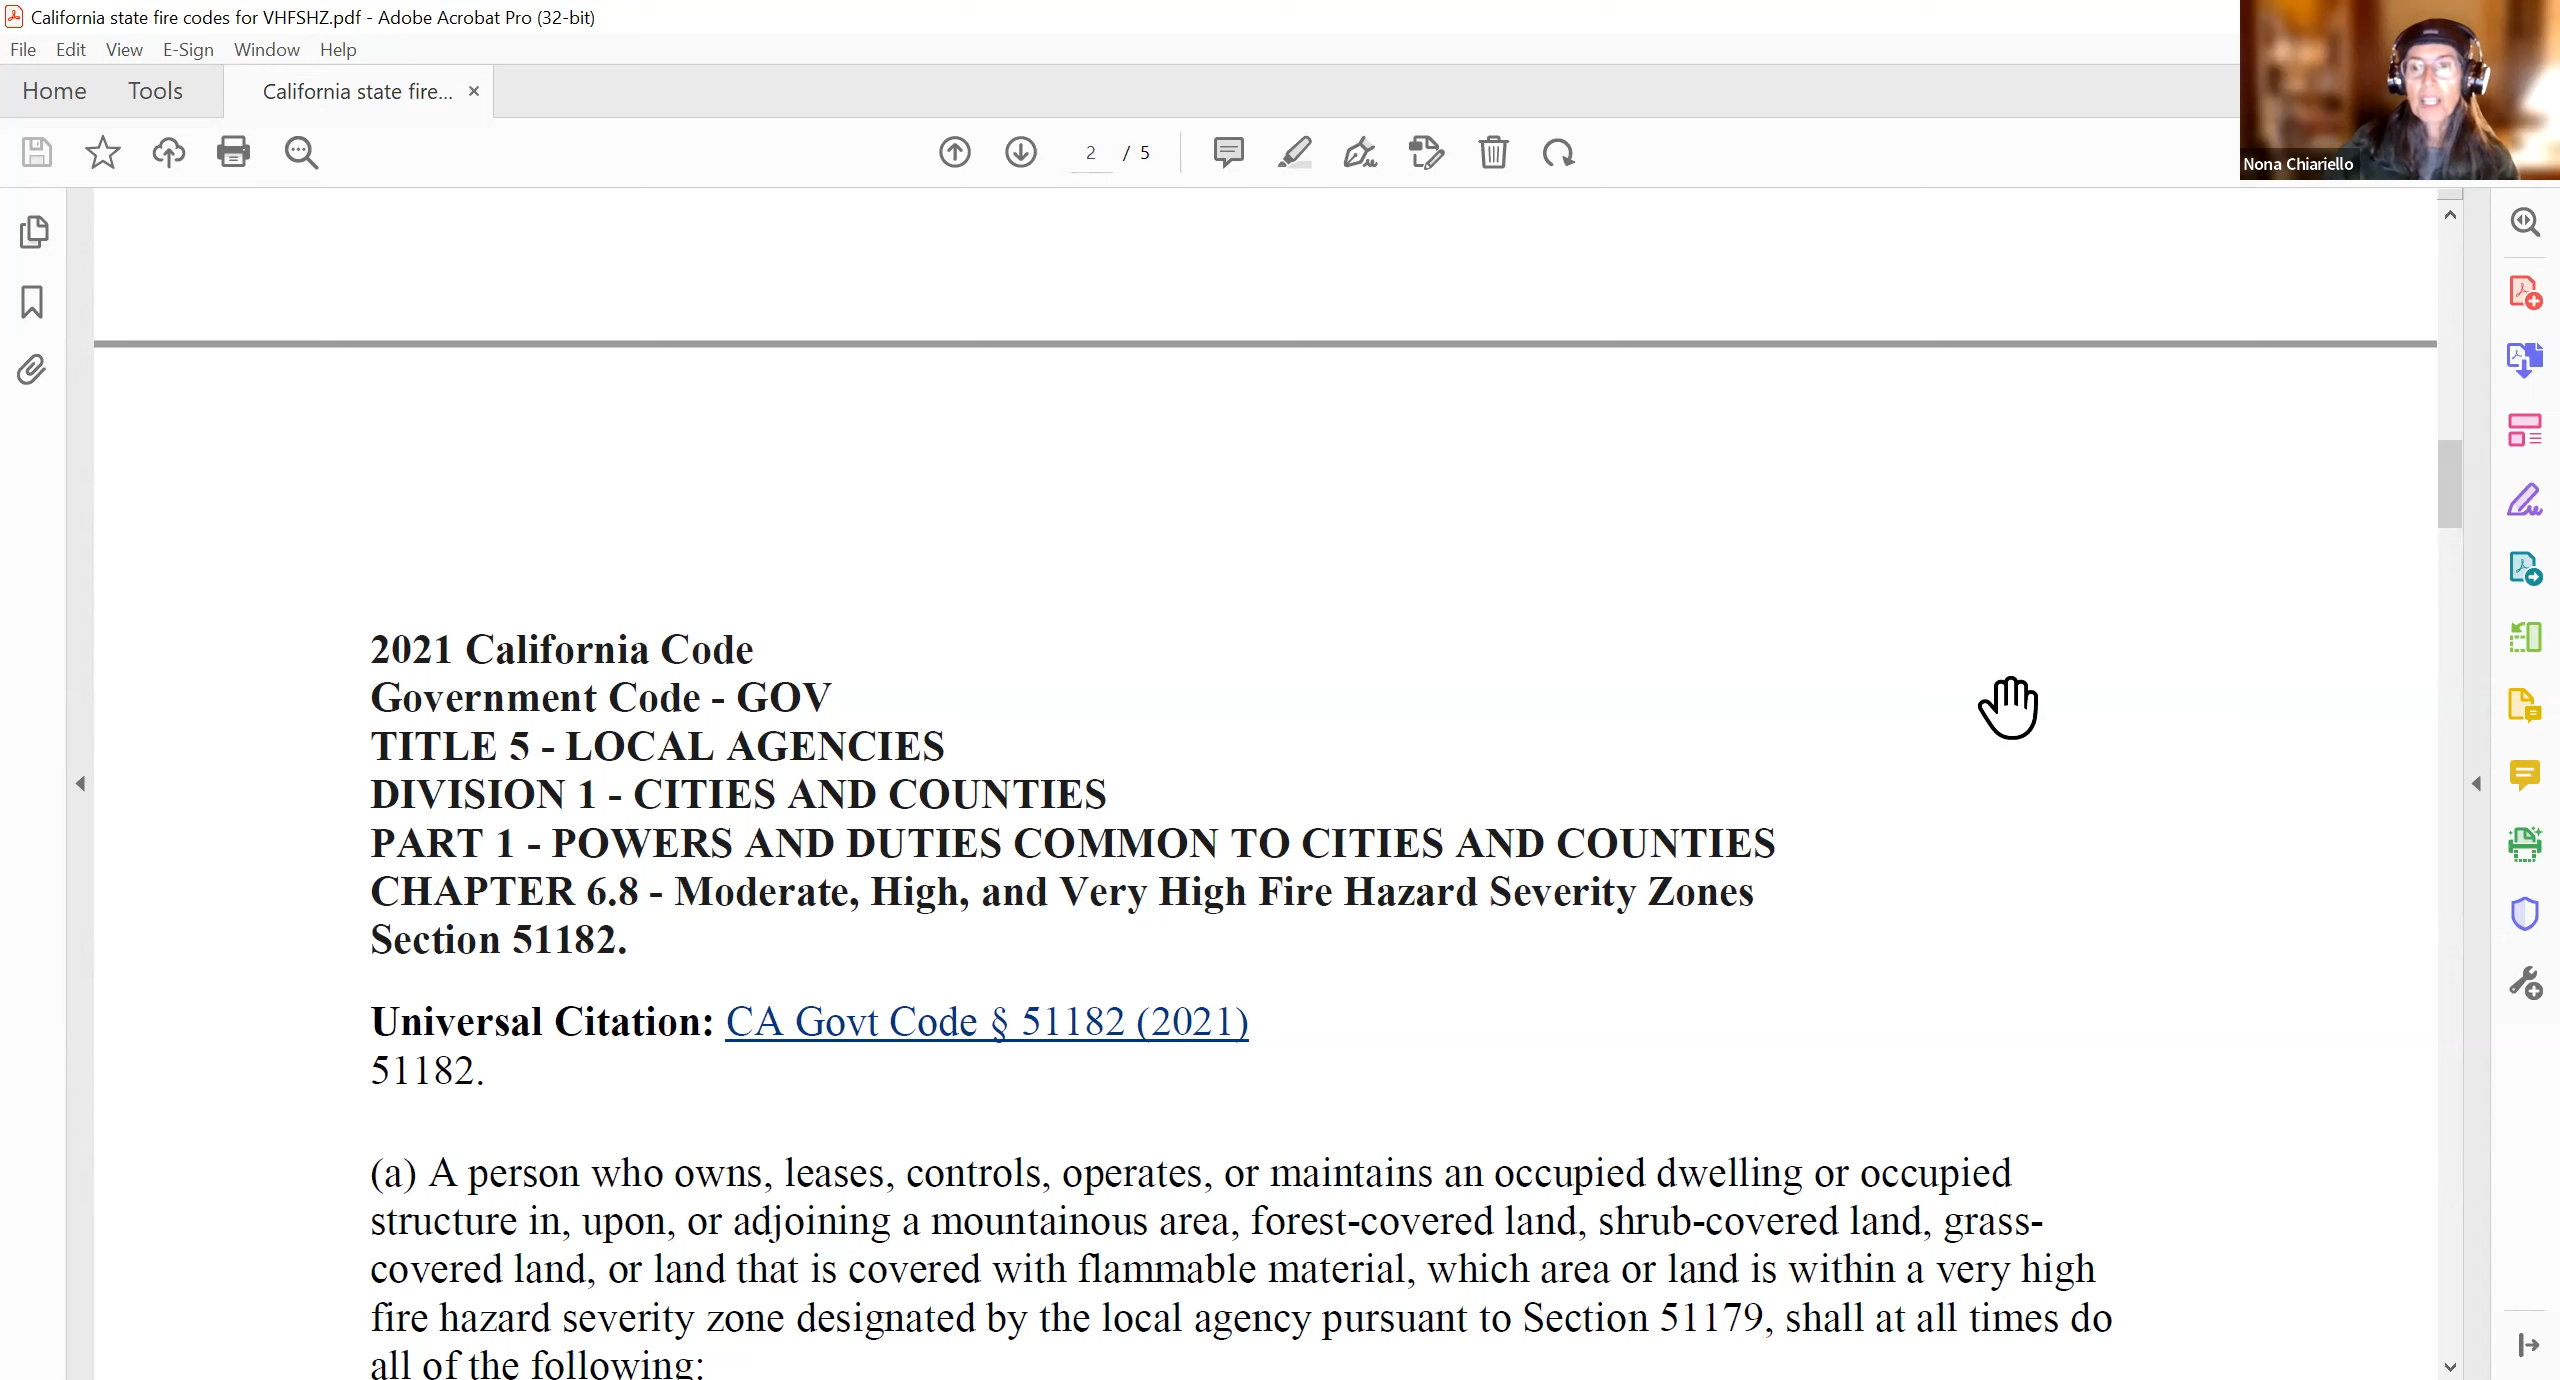 California state fire codes for VHFSHZ.pdf - Adobe Acrobat Pro (32-bit)
File Edit View E-Sign Window Help
Home Tools California state fire... ×
2 / 5
Nona Chiariello
2021 California Code
Government Code - GOV
TITLE 5 - LOCAL AGENCIES
DIVISION 1 - CITIES AND COUNTIES
PART 1 - POWERS AND DUTIES COMMON TO CITIES AND COUNTIES
CHAPTER 6.8 - Moderate, High, and Very High Fire Hazard Severity Zones
Section 51182.
Universal Citation: CA Govt Code § 51182 (2021)
51182.
(a) A person who owns, leases, controls, operates, or maintains an occupied dwelling or occupied
structure in, upon, or adjoining a mountainous area, forest-covered land, shrub-covered land, grass-
covered land, or land that is covered with flammable material, which area or land is within a very high
fire hazard severity zone designated by the local agency pursuant to Section 51179, shall at all times do
all of the following: